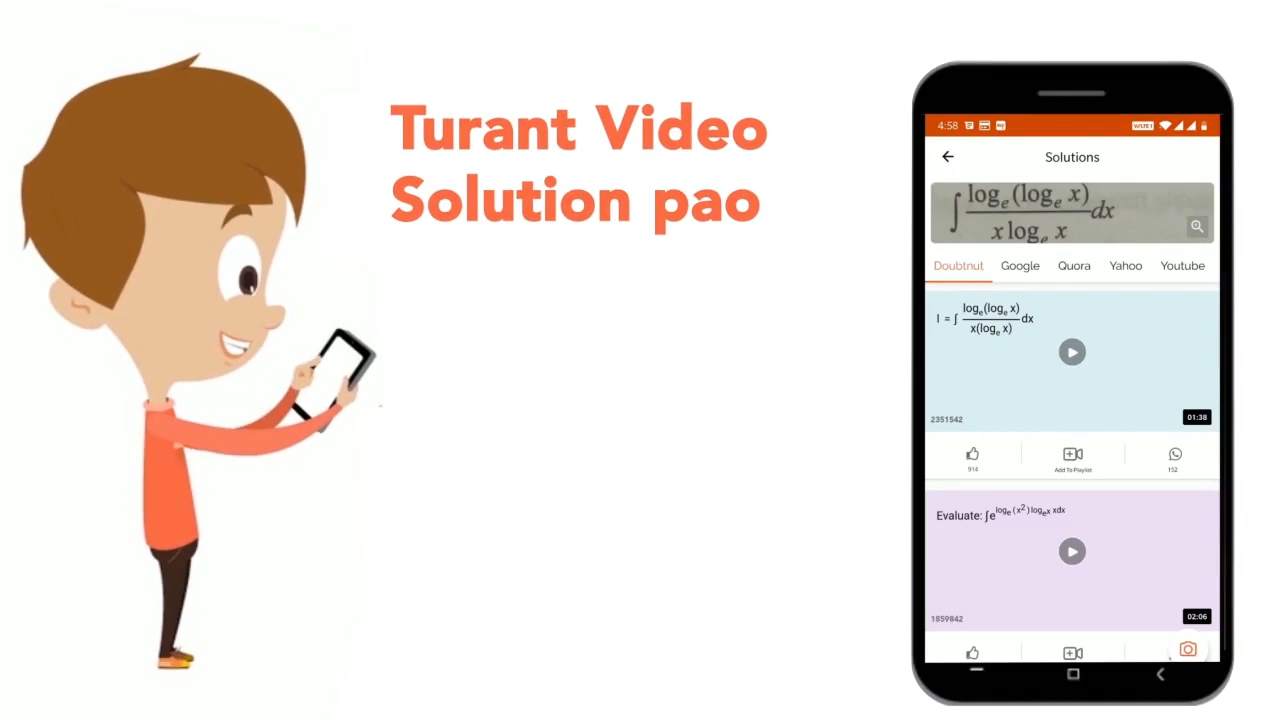 Turant Video
Solution pao
4:58
VoLTE1
Solutions
∫ logₑ(logₑ x) / x logₑ x dx
Doubtnut Google Quora Yahoo Youtube
I = ∫ logₑ(logₑ x) / x(logₑ x) dx
2351542 01:38
914 Add To Playlist 152
Evaluate: ∫e^logₑ(x²)logₑx xdx
1859842 02:06